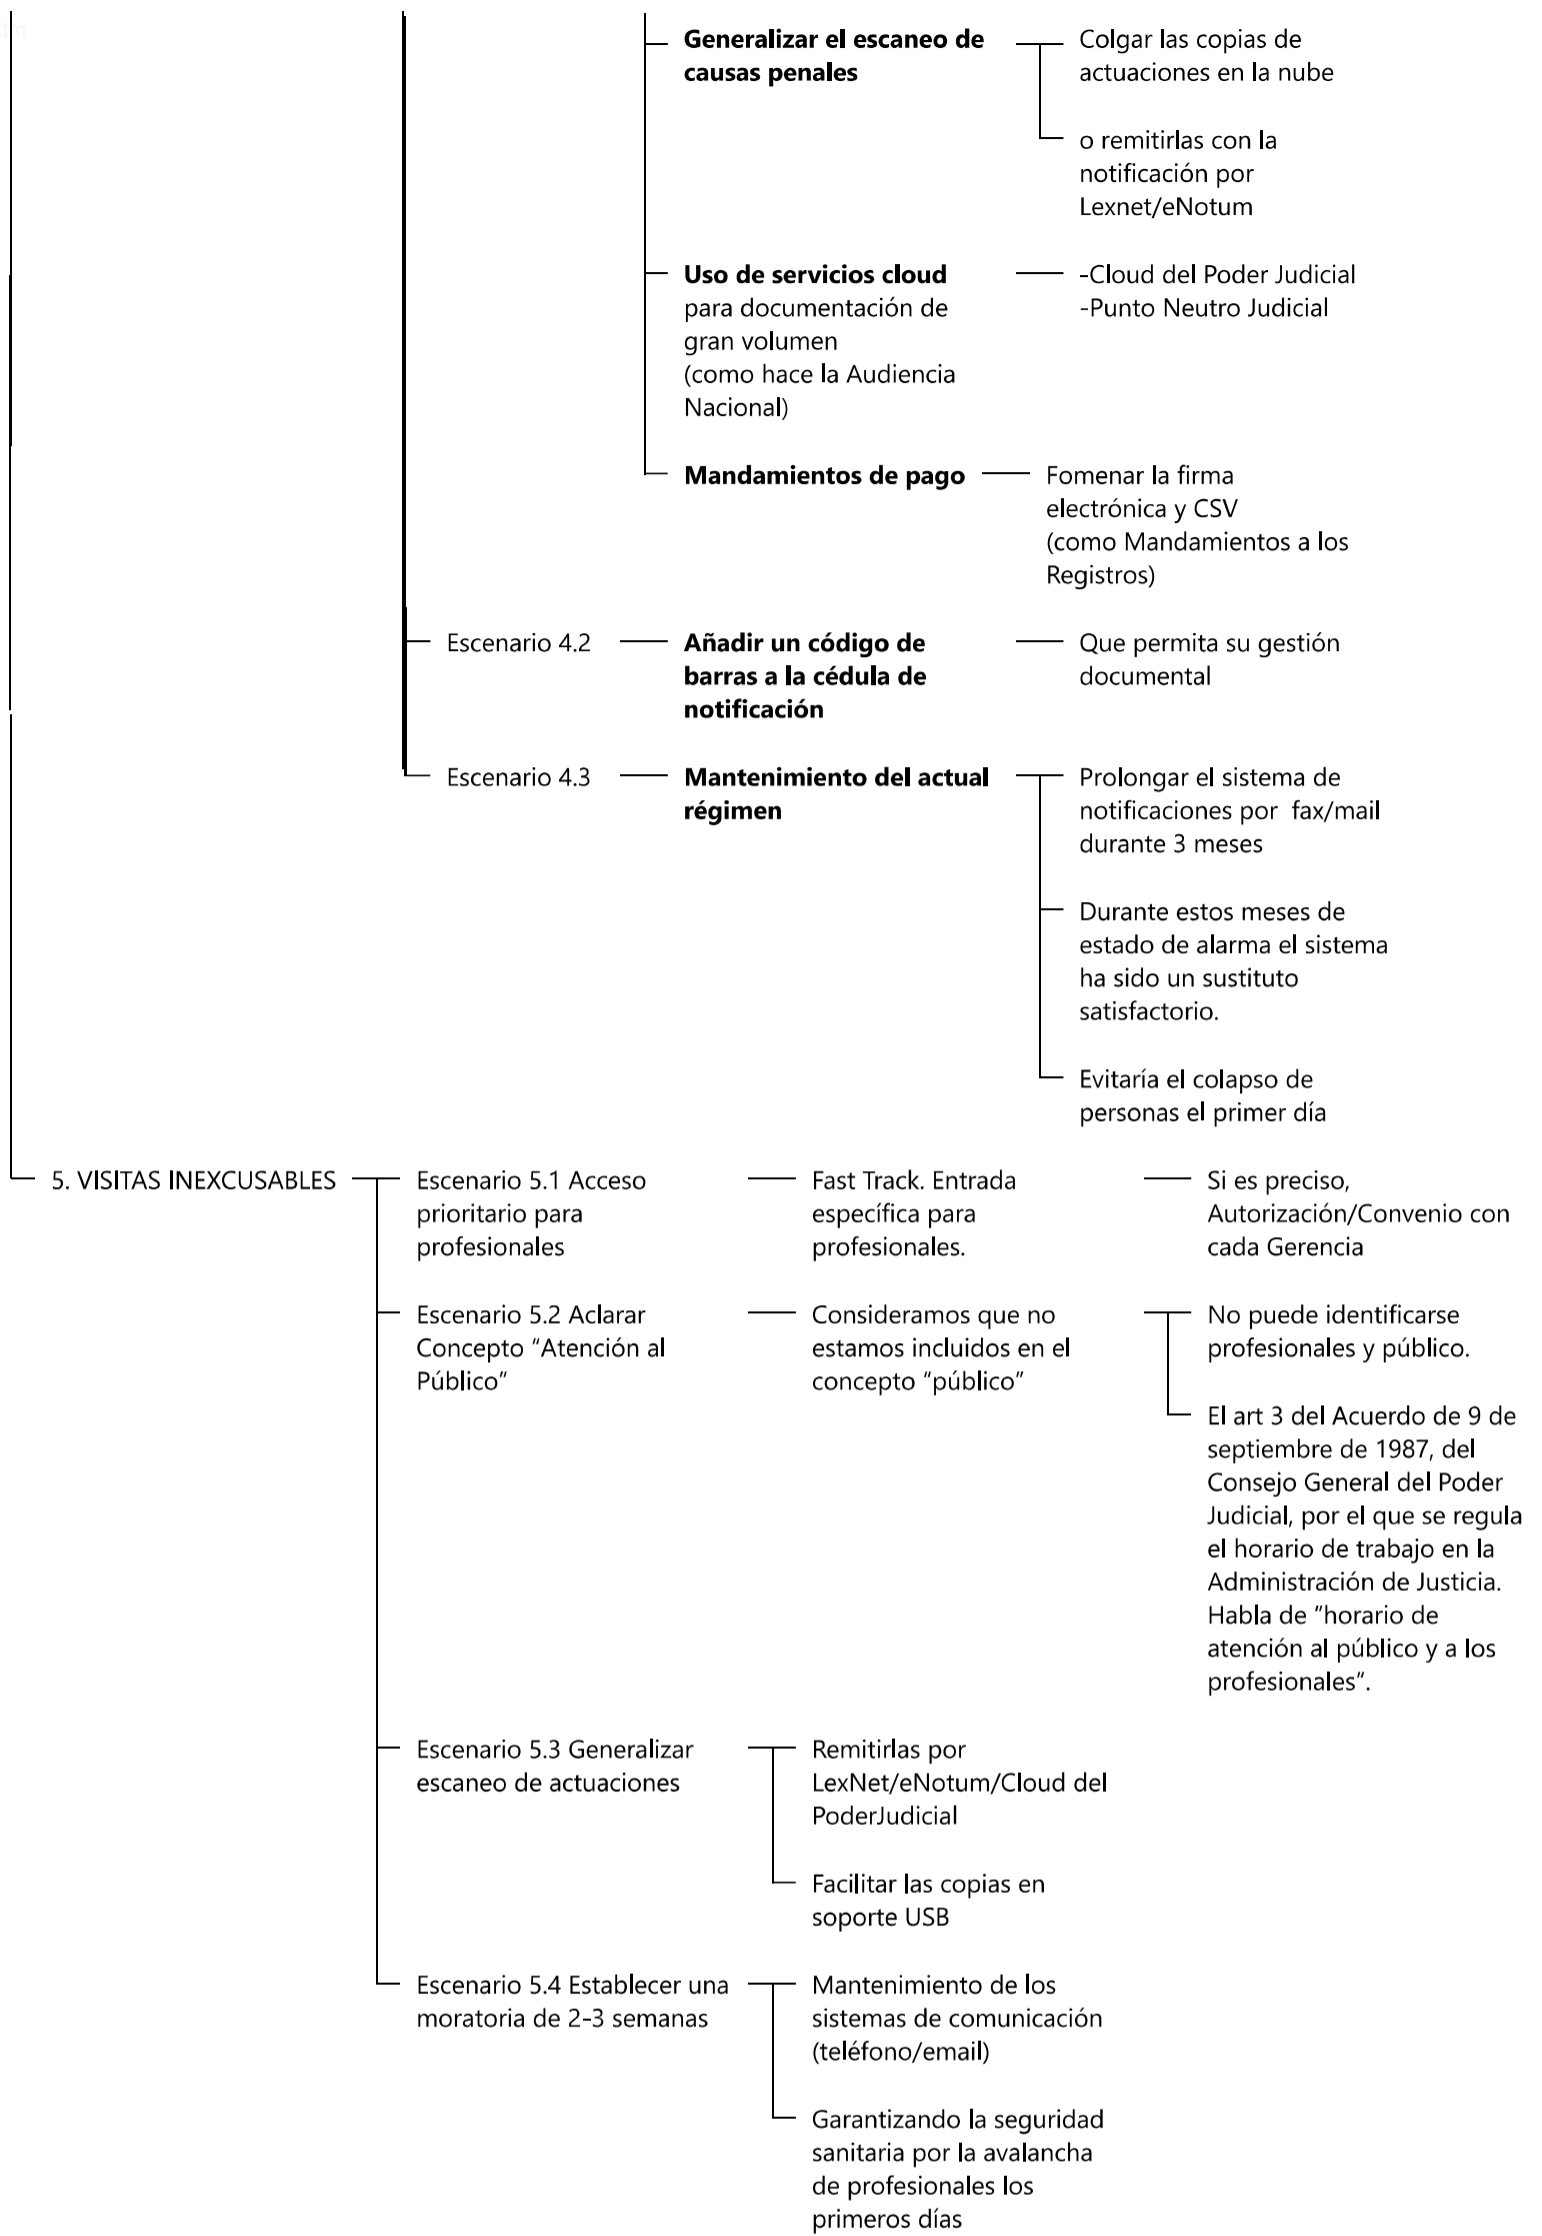 Generalizar el escaneo de
causas penales
Colgar las copias de
actuaciones en la nube
o remitirlas con la
notificación por
Lexnet/eNotum
Uso de servicios cloud
para documentación de
gran volumen
(como hace la Audiencia
Nacional)
-Cloud del Poder Judicial
-Punto Neutro Judicial
Mandamientos de pago
Fomenar la firma
electrónica y CSV
(como Mandamientos a los
Registros)
Escenario 4.2
Añadir un código de
barras a la cédula de
notificación
Que permita su gestión
documental
Escenario 4.3
Mantenimiento del actual
régimen
Prolongar el sistema de
notificaciones por  fax/mail
durante 3 meses
Durante estos meses de
estado de alarma el sistema
ha sido un sustituto
satisfactorio.
Evitaría el colapso de
personas el primer día
5. VISITAS INEXCUSABLES
Escenario 5.1 Acceso
prioritario para
profesionales
Fast Track. Entrada
específica para
profesionales.
Si es preciso,
Autorización/Convenio con
cada Gerencia
Escenario 5.2 Aclarar
Concepto "Atención al
Público"
Consideramos que no
estamos incluidos en el
concepto "público"
No puede identificarse
profesionales y público.
El art 3 del Acuerdo de 9 de
septiembre de 1987, del
Consejo General del Poder
Judicial, por el que se regula
el horario de trabajo en la
Administración de Justicia.
Habla de "horario de
atención al público y a los
profesionales".
Escenario 5.3 Generalizar
escaneo de actuaciones
Remitirlas por
LexNet/eNotum/Cloud del
PoderJudicial
Facilitar las copias en
soporte USB
Escenario 5.4 Establecer una
moratoria de 2-3 semanas
Mantenimiento de los
sistemas de comunicación
(teléfono/email)
Garantizando la seguridad
sanitaria por la avalancha
de profesionales los
primeros días